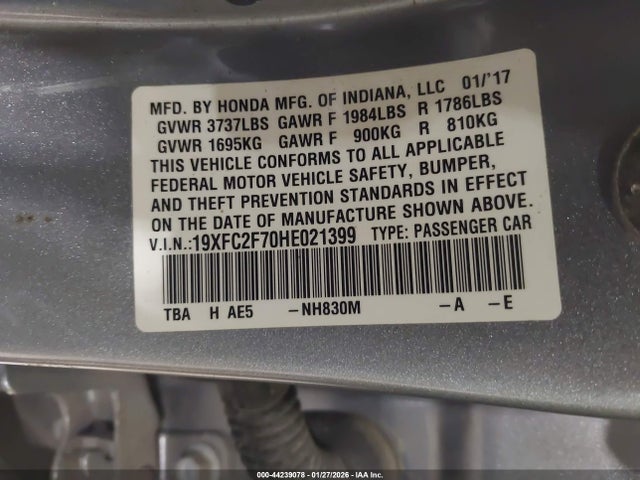 MFD. BY HONDA MFG. OF INDIANA, LLC 01/'17
GVWR 3737LBS GAWR F 1984LBS R 1786LBS
GVWR 1695KG GAWR F 900KG R 810KG
THIS VEHICLE CONFORMS TO ALL APPLICABLE
FEDERAL MOTOR VEHICLE SAFETY, BUMPER,
AND THEFT PREVENTION STANDARDS IN EFFECT
ON THE DATE OF MANUFACTURE SHOWN ABOVE.
V.I.N.:19XFC2F70HE021399 TYPE: PASSENGER CAR
TBA H AE5 -NH830M -A -E
000-44239078 | 01/27/2026 | IAA Inc.